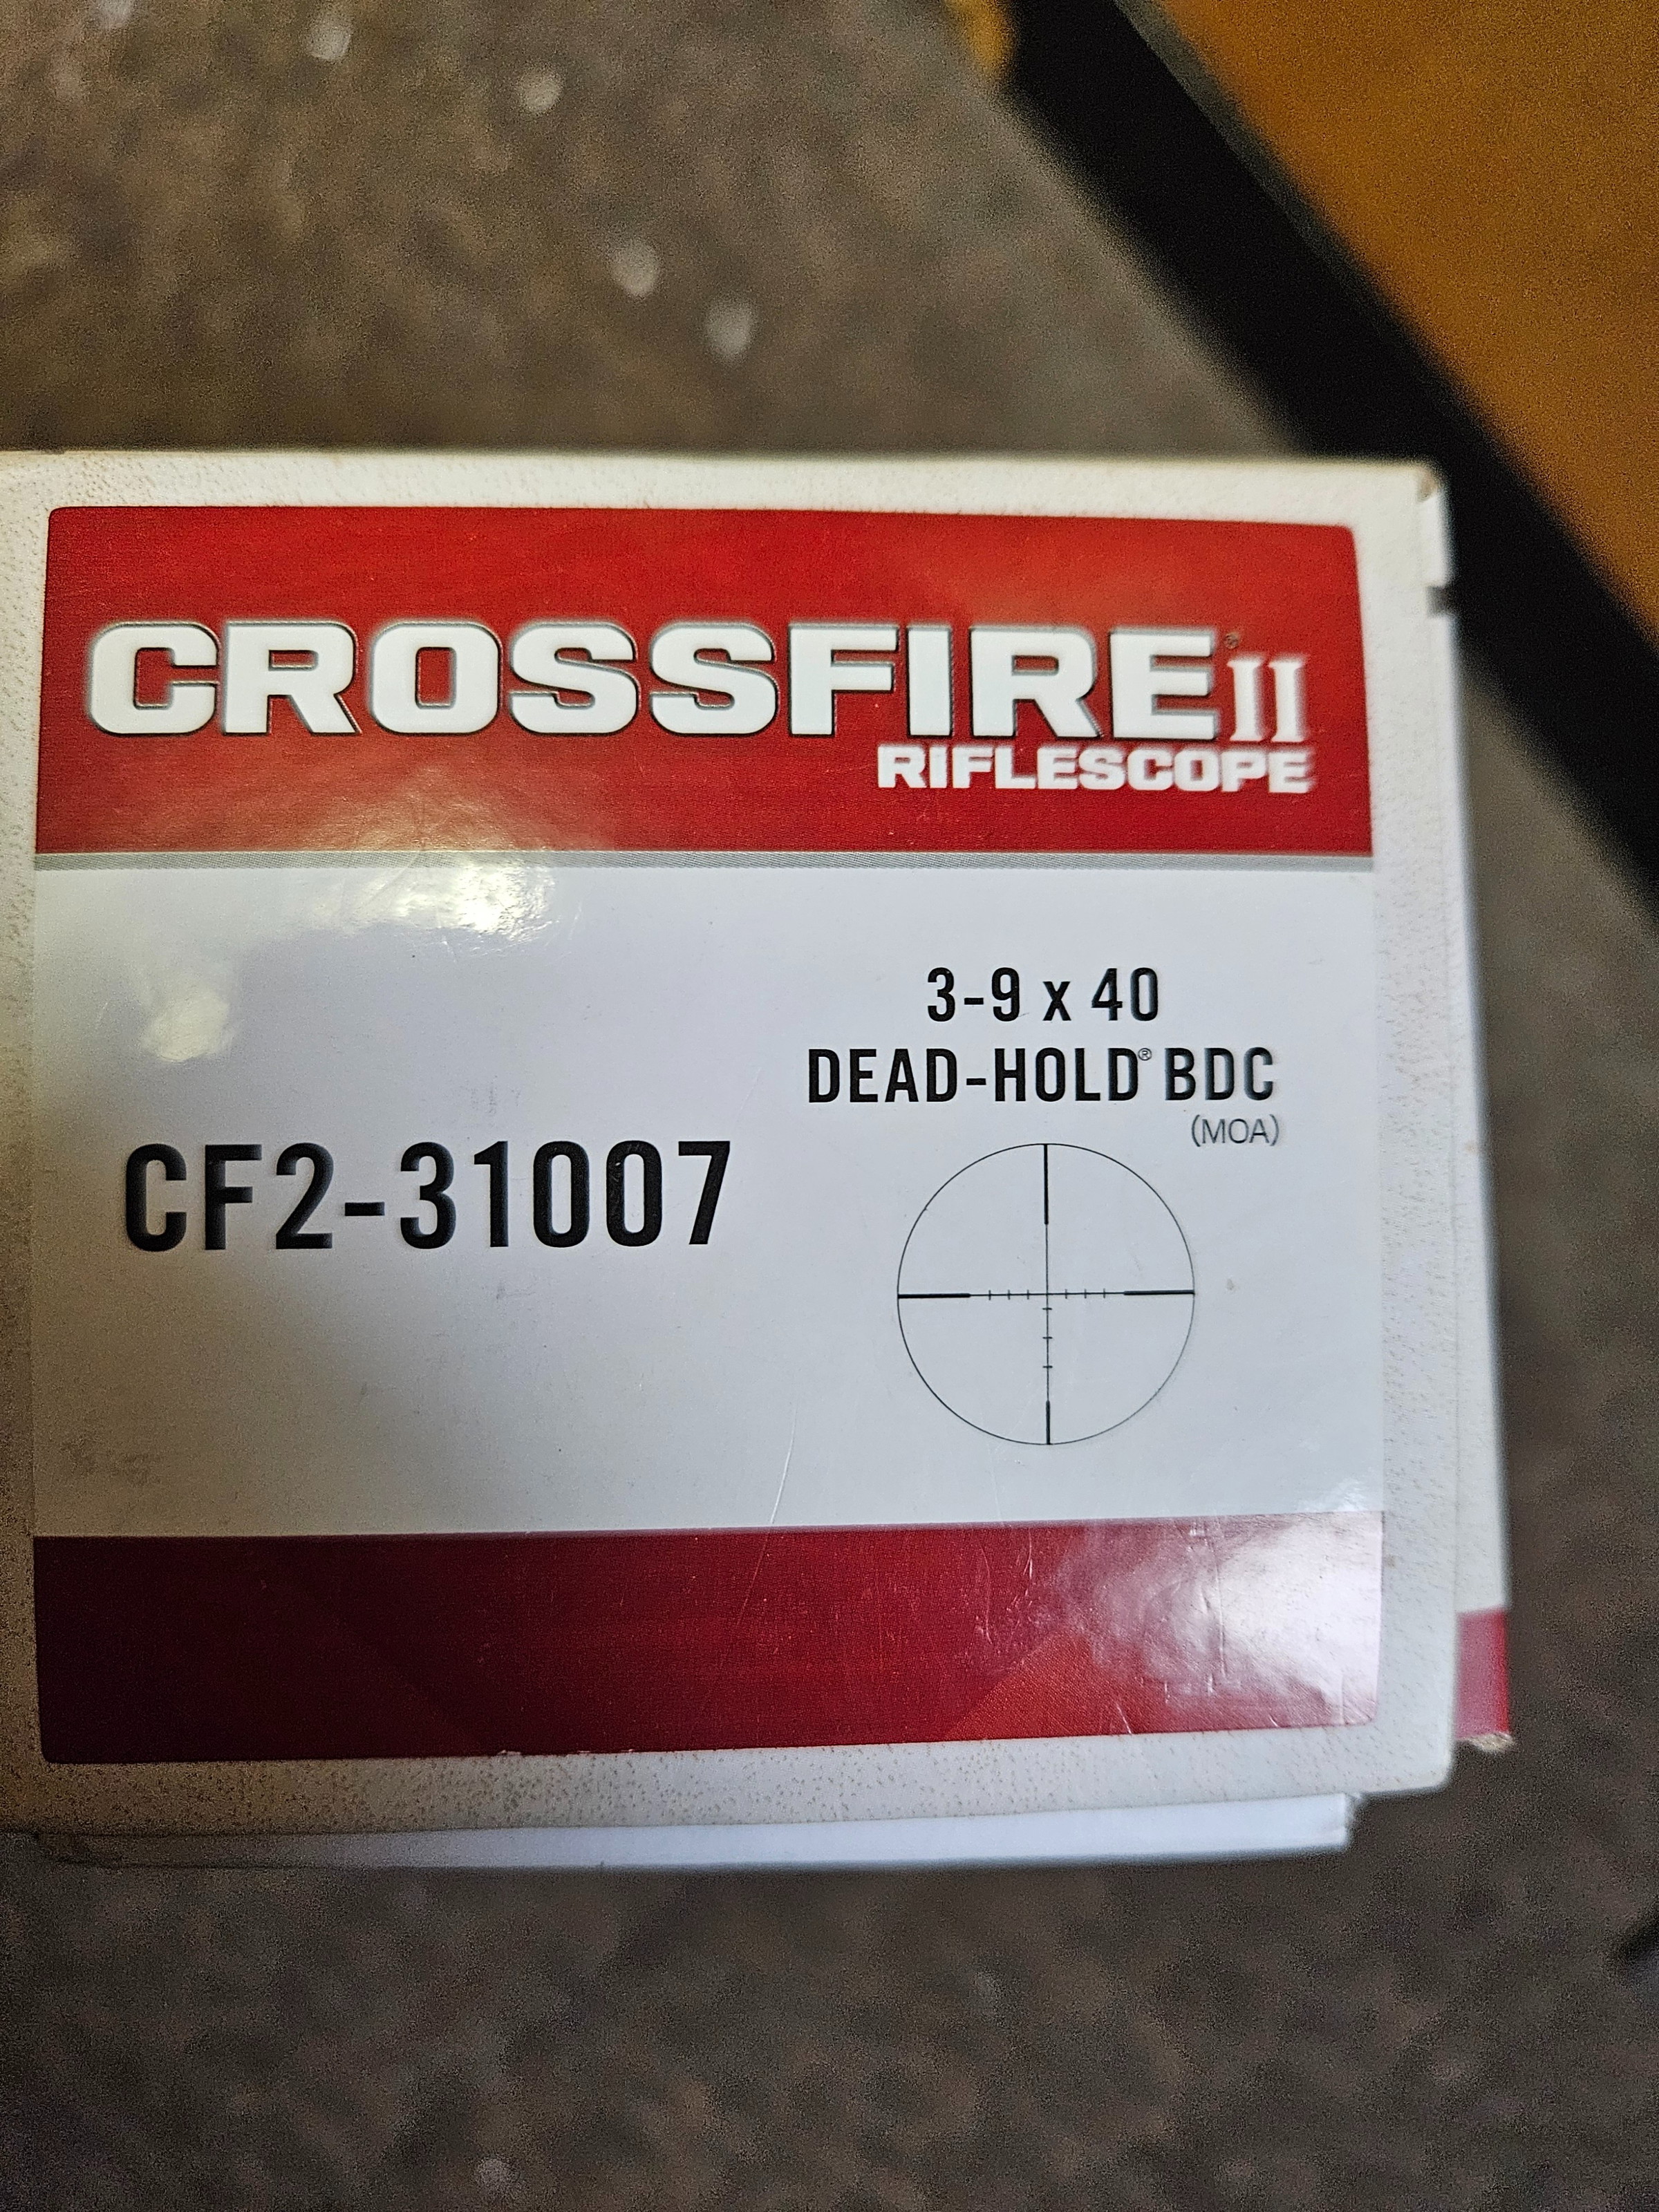 CROSSFIRE® II
RIFLESCOPE
3-9 x 40
DEAD-HOLD® BDC
(MOA)
CF2-31007